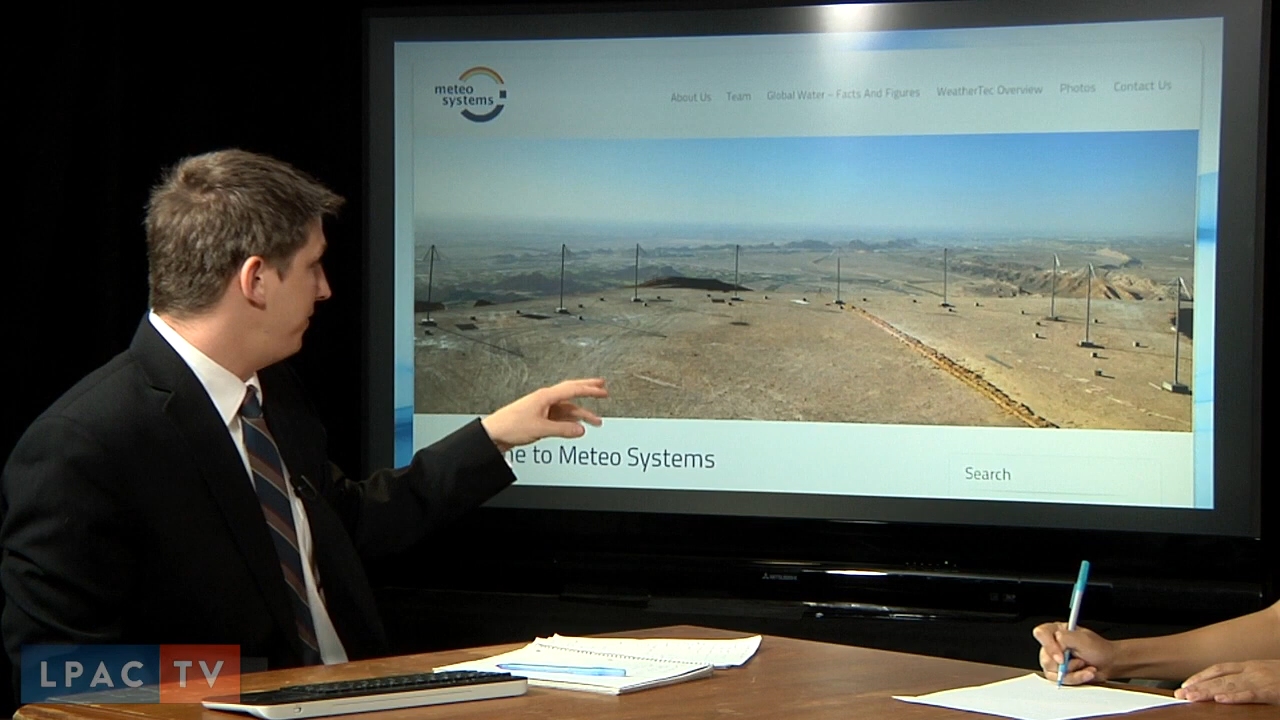 meteo
systems
About Us Team Global Water – Facts And Figures WeatherTec Overview Photos Contact Us
to Meteo Systems
Search
MITSUBISHI
LPAC TV